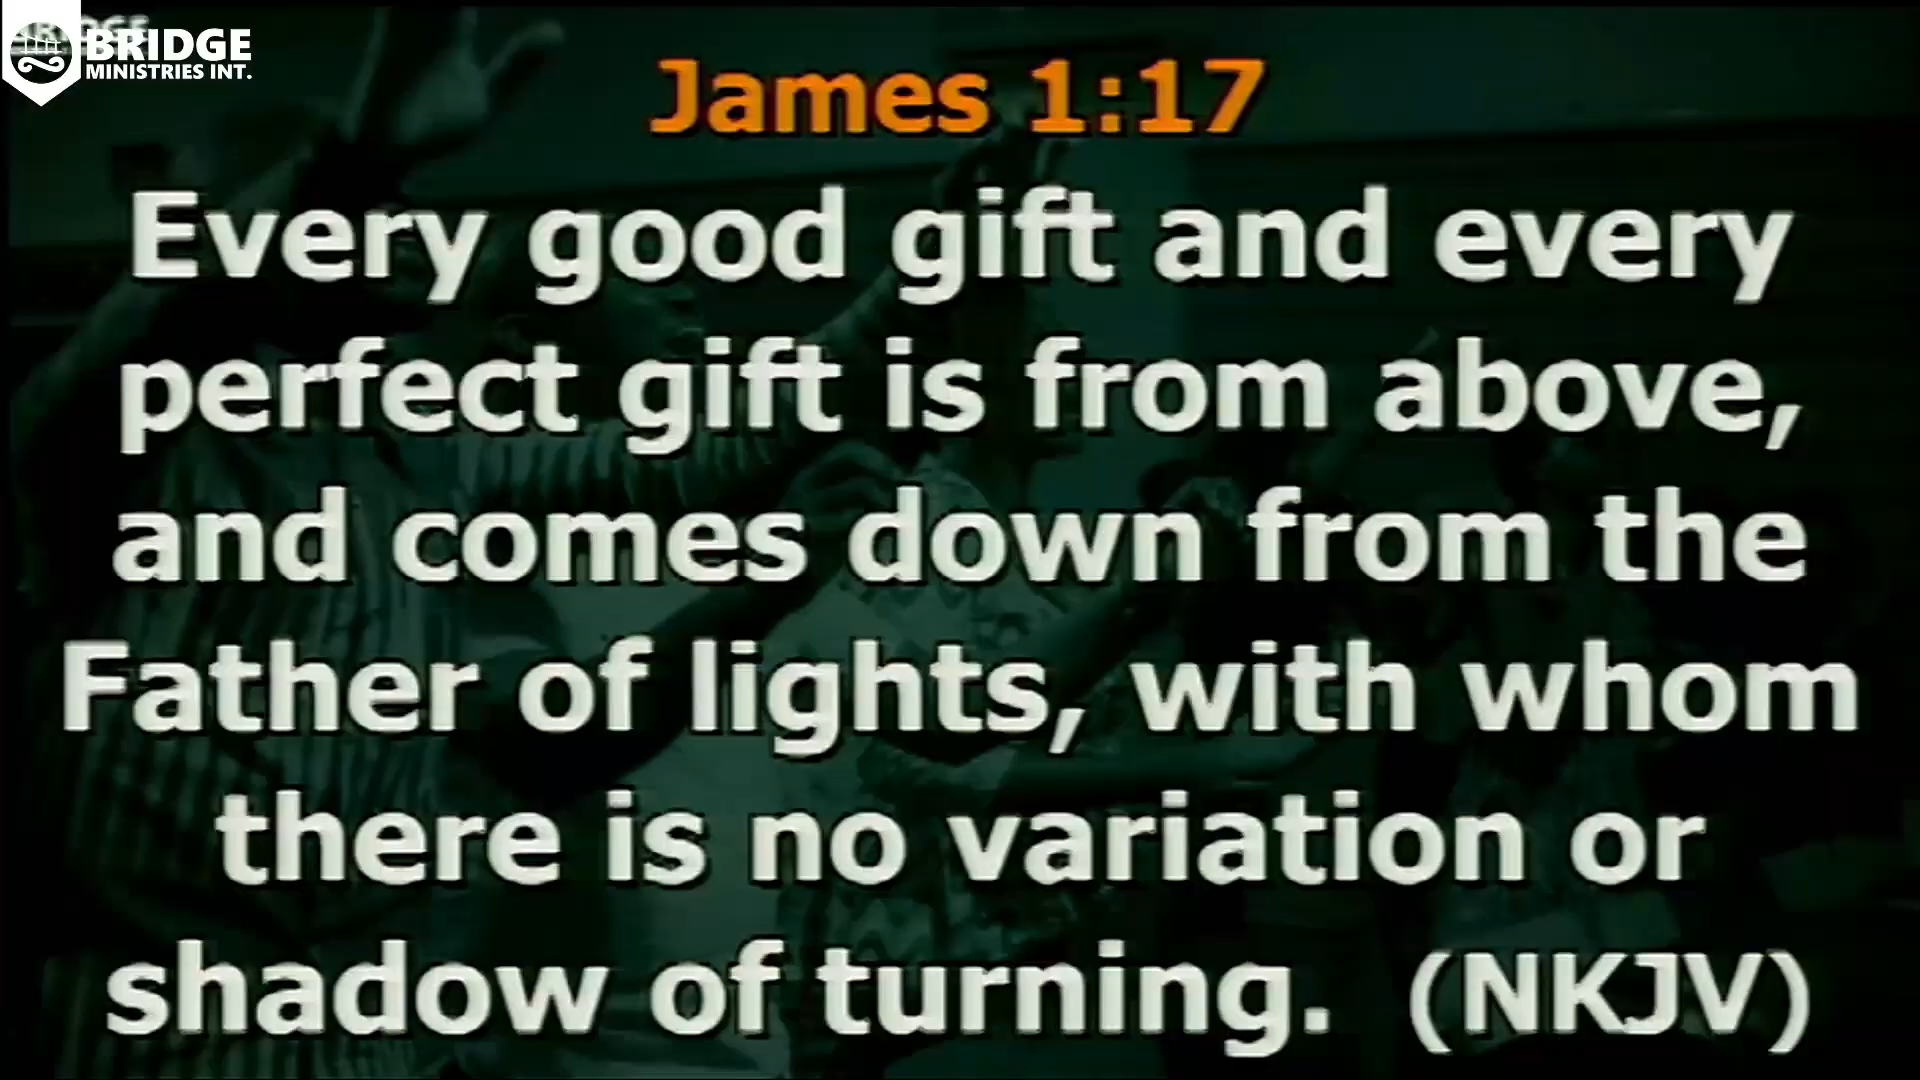 BRIDGE
BRIDGE
MINISTRIES INT.
James 1:17
Every good gift and every
perfect gift is from above,
and comes down from the
Father of lights, with whom
there is no variation or
shadow of turning. (NKJV)